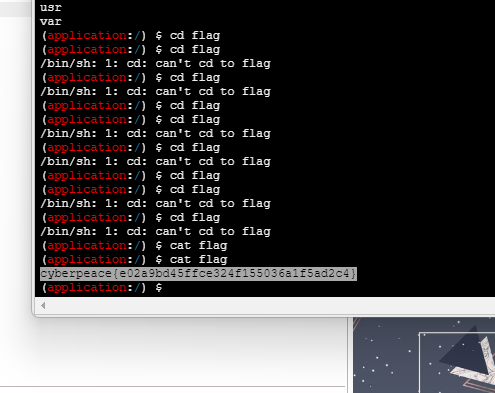 usr
var
(application:/) $ cd flag
(application:/) $ cd flag
/bin/sh: 1: cd: can't cd to flag
(application:/) $ cd flag
/bin/sh: 1: cd: can't cd to flag
(application:/) $ cd flag
(application:/) $ cd flag
/bin/sh: 1: cd: can't cd to flag
(application:/) $ cd flag
/bin/sh: 1: cd: can't cd to flag
(application:/) $ cd flag
(application:/) $ cd flag
/bin/sh: 1: cd: can't cd to flag
(application:/) $ cd flag
/bin/sh: 1: cd: can't cd to flag
(application:/) $ cat flag
(application:/) $ cat flag
cyberpeace{e02a9bd45ffce324f155036a1f5ad2c4}
(application:/) $